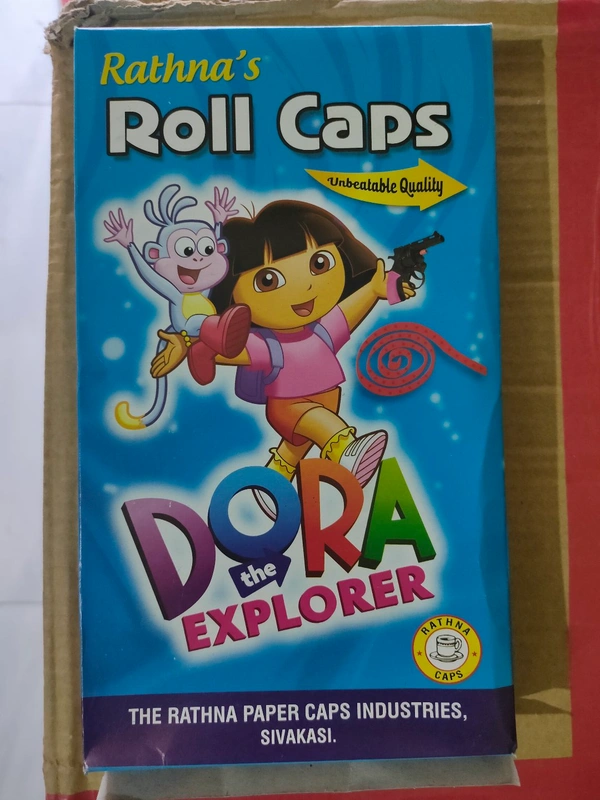 Rathna's
Roll Caps
Unbeatable Quality
DORA
the
EXPLORER
RATHNA
CAPS
THE RATHNA PAPER CAPS INDUSTRIES,
SIVAKASI.